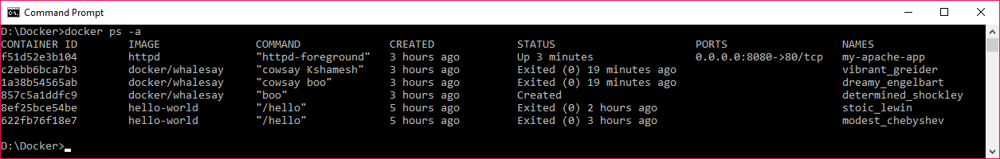 Command Prompt
D:\Docker>docker ps -a
CONTAINER ID        IMAGE               COMMAND              CREATED             STATUS                      PORTS                  NAMES
f51d52e3b104        httpd               "httpd-foreground"   3 hours ago         Up 3 minutes                0.0.0.0:8080->80/tcp   my-apache-app
c2ebb6bca7b3        docker/whalesay     "cowsay Kshamesh"    3 hours ago         Exited (0) 19 minutes ago                          vibrant_greider
1a38b54565ab        docker/whalesay     "cowsay boo"         3 hours ago         Exited (0) 19 minutes ago                          dreamy_engelbart
857c5a1ddfc9        docker/whalesay     "boo"                3 hours ago         Created                                            determined_shockley
8ef25bce54be        hello-world         "/hello"             5 hours ago         Exited (0) 2 hours ago                             stoic_lewin
622fb76f18e7        hello-world         "/hello"             5 hours ago         Exited (0) 3 hours ago                             modest_chebyshev
D:\Docker>